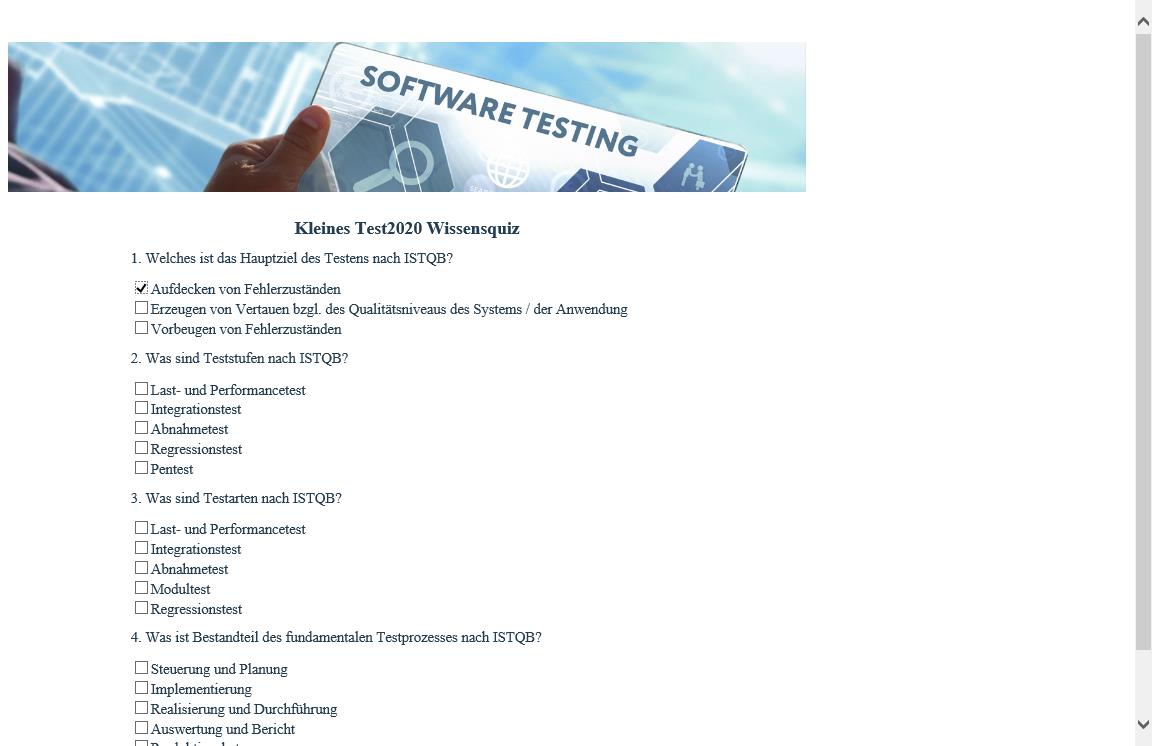 SOFTWARE TESTING
Kleines Test2020 Wissensquiz
1. Welches ist das Hauptziel des Testens nach ISTQB?
Aufdecken von Fehlerzuständen
Erzeugen von Vertauen bzgl. des Qualitätsniveaus des Systems / der Anwendung
Vorbeugen von Fehlerzuständen
2. Was sind Teststufen nach ISTQB?
Last- und Performancetest
Integrationstest
Abnahmetest
Regressionstest
Pentest
3. Was sind Testarten nach ISTQB?
Last- und Performancetest
Integrationstest
Abnahmetest
Modultest
Regressionstest
4. Was ist Bestandteil des fundamentalen Testprozesses nach ISTQB?
Steuerung und Planung
Implementierung
Realisierung und Durchführung
Auswertung und Bericht